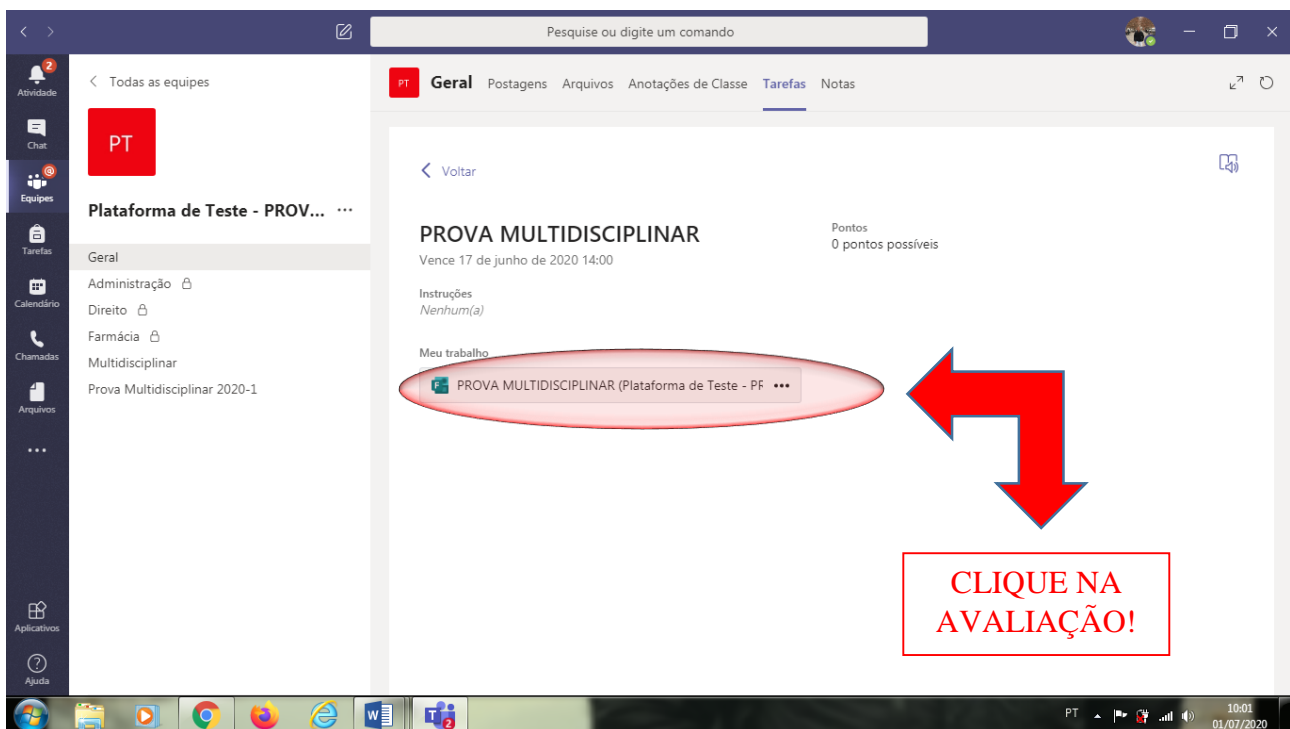 Pesquise ou digite um comando
2
Atividade
Chat
@
Equipes
Tarefas
Calendário
Chamadas
Arquivos
Aplicativos
Ajuda
Todas as equipes
PT
Plataforma de Teste - PROV...
Geral
Administração
Direito
Farmácia
Multidisciplinar
Prova Multidisciplinar 2020-1
PT Geral Postagens Arquivos Anotações de Classe Tarefas Notas
Voltar
PROVA MULTIDISCIPLINAR
Vence 17 de junho de 2020 14:00
Pontos
0 pontos possíveis
Instruções
Nenhum(a)
Meu trabalho
F PROVA MULTIDISCIPLINAR (Plataforma de Teste - PF
CLIQUE NA
AVALIAÇÃO!
W T 2
PT
10:01
01/07/2020